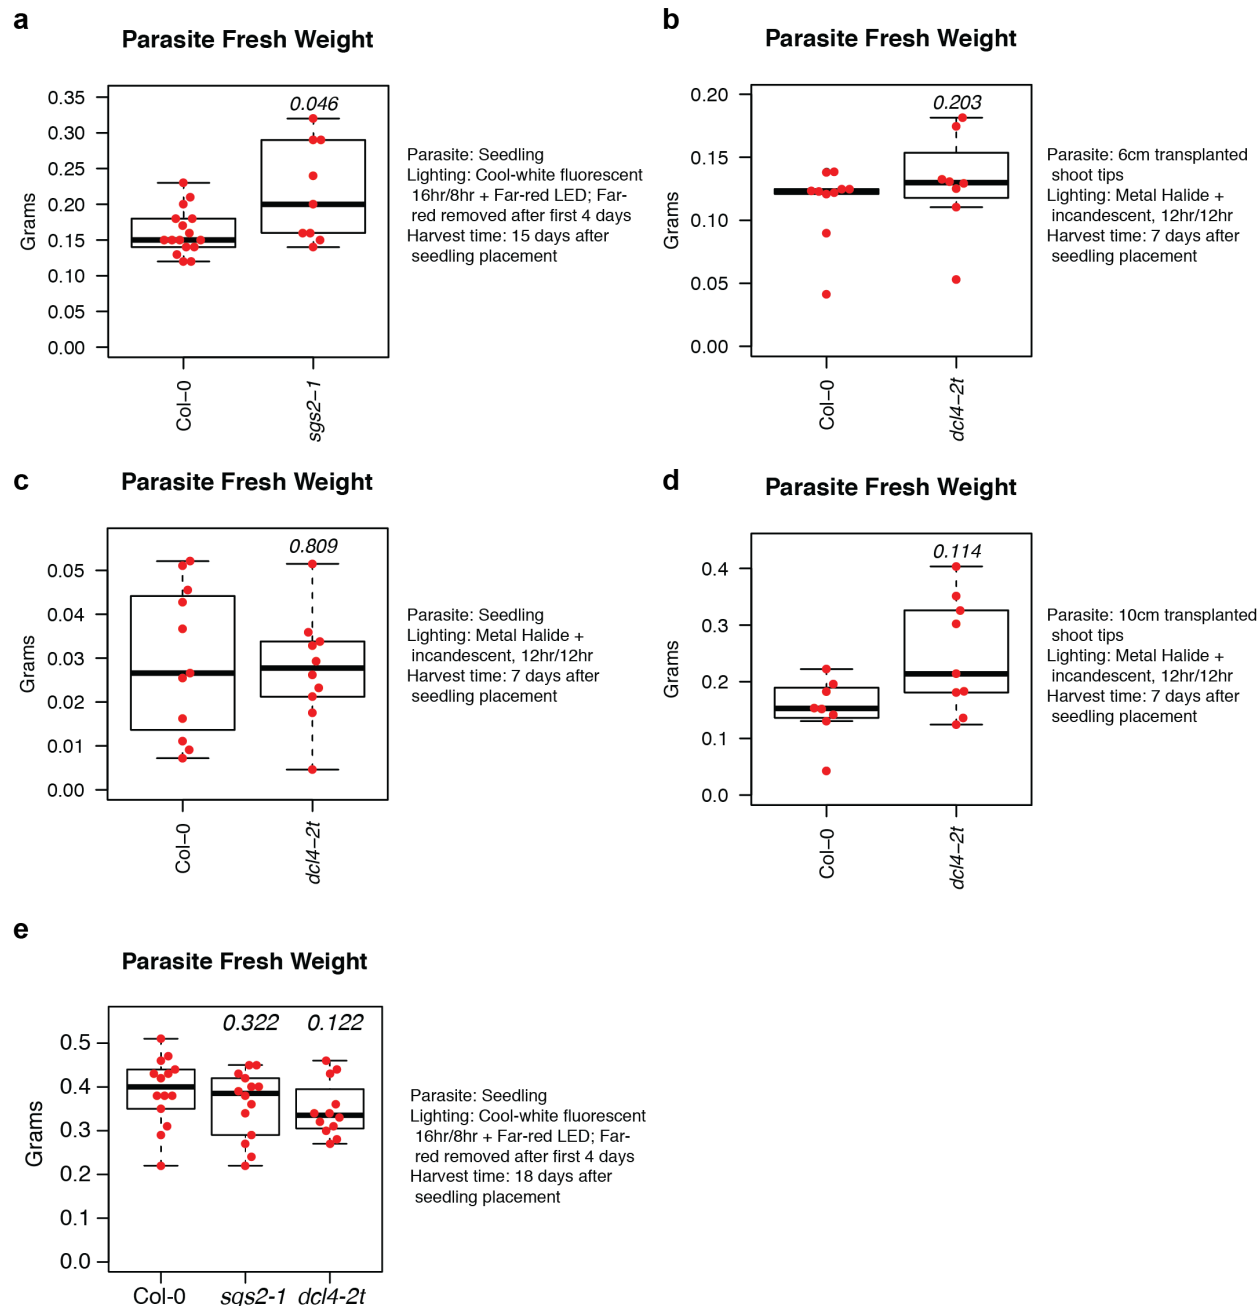 a
Parasite Fresh Weight
0.046
0.35
0.30
0.25
0.20
0.15
0.10
0.05
0.00
Grams
Col–0
sgs2–1
Parasite: Seedling
Lighting: Cool-white fluorescent
16hr/8hr + Far-red LED; Far-
red removed after first 4 days
Harvest time: 15 days after
seedling placement
b
Parasite Fresh Weight
0.203
0.20
0.15
0.10
0.05
0.00
Grams
Col–0
dcl4–2t
Parasite: 6cm transplanted
shoot tips
Lighting: Metal Halide +
incandescent, 12hr/12hr
Harvest time: 7 days after
seedling placement
c
Parasite Fresh Weight
0.809
0.05
0.04
0.03
0.02
0.01
0.00
Grams
Col–0
dcl4–2t
Parasite: Seedling
Lighting: Metal Halide +
incandescent, 12hr/12hr
Harvest time: 7 days after
seedling placement
d
Parasite Fresh Weight
0.114
0.4
0.3
0.2
0.1
0.0
Grams
Col–0
dcl4–2t
Parasite: 10cm transplanted
shoot tips
Lighting: Metal Halide +
incandescent, 12hr/12hr
Harvest time: 7 days after
seedling placement
e
Parasite Fresh Weight
0.322 0.122
0.5
0.4
0.3
0.2
0.1
0.0
Grams
Col-0 sgs2-1 dcl4-2t
Parasite: Seedling
Lighting: Cool-white fluorescent
16hr/8hr + Far-red LED; Far-
red removed after first 4 days
Harvest time: 18 days after
seedling placement